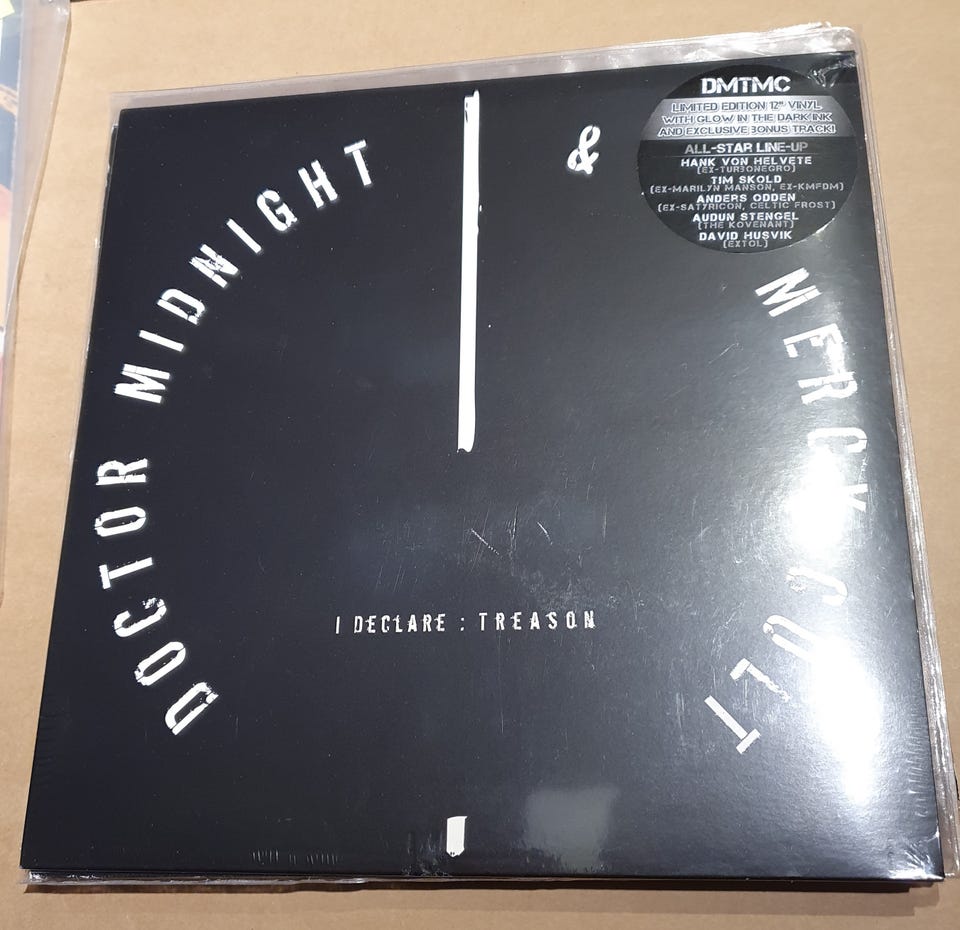 DOCTOR MIDNIGHT & MERCY CULT
I DECLARE : TREASON
DMTMC
LIMITED EDITION 12" VINYL
WITH GLOW IN THE DARK INK
AND EXCLUSIVE BONUS TRACK!
ALL-STAR LINE-UP
HANK VON HELVETE
(EX-TURBONEGRO)
TIM SKOLD
(EX-MARILYN MANSON, EX-KMFDM)
ANDERS ODDEN
(EX-SATYRICON, CELTIC FROST)
AUDUN STENGEL
(THE KOVENANT)
DAVID HUSVIK
(EXTOL)